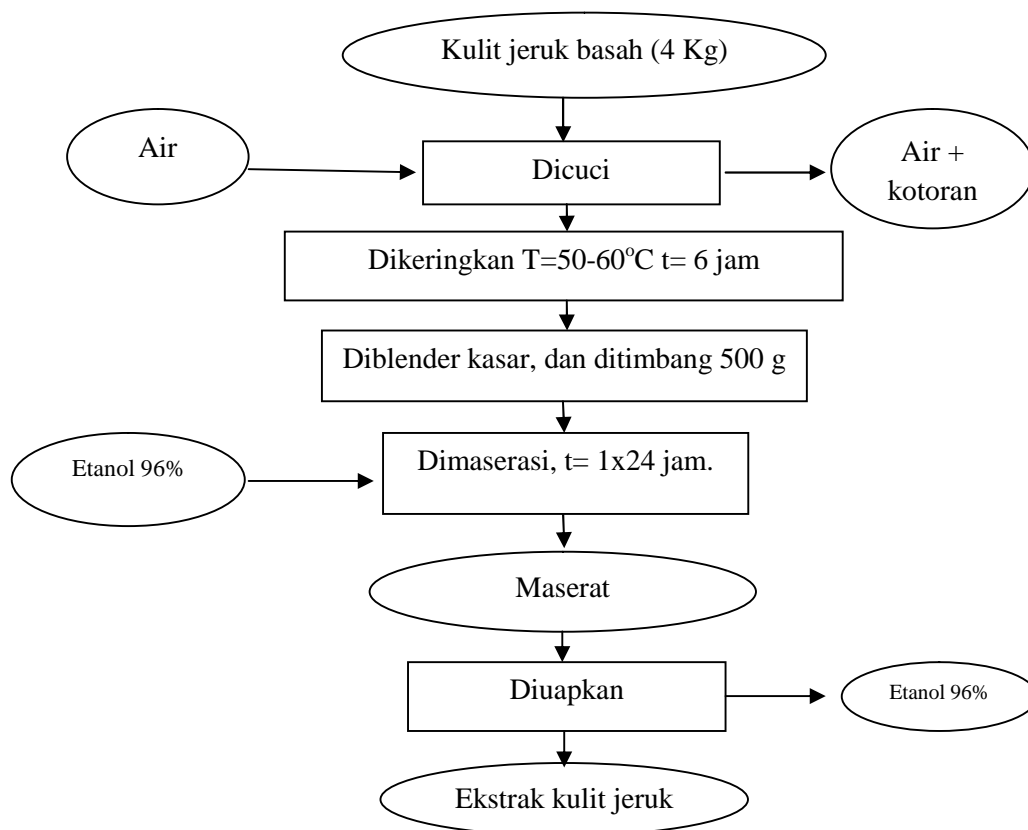 Kulit jeruk basah (4 Kg)
Air
Dicuci
Air +
kotoran
Dikeringkan T=50-60°C t= 6 jam
Diblender kasar, dan ditimbang 500 g
Etanol 96%
Dimaserasi, t= 1x24 jam.
Maserat
Diuapkan
Etanol 96%
Ekstrak kulit jeruk